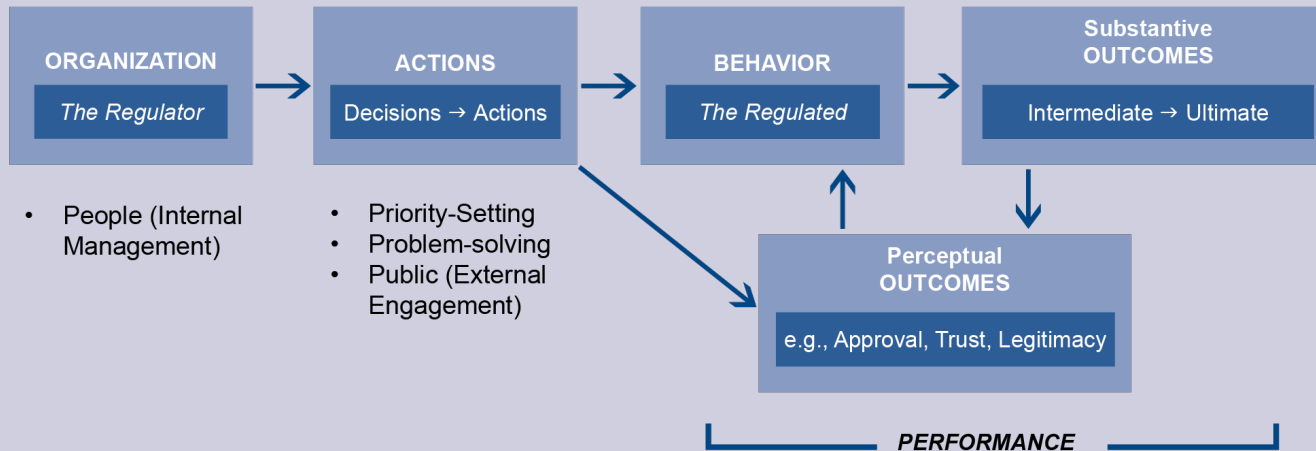 ORGANIZATION
The Regulator
• People (Internal
Management)
ACTIONS
Decisions → Actions
• Priority-Setting
• Problem-solving
• Public (External
Engagement)
BEHAVIOR
The Regulated
Substantive
OUTCOMES
Intermediate → Ultimate
Perceptual
OUTCOMES
e.g., Approval, Trust, Legitimacy
PERFORMANCE